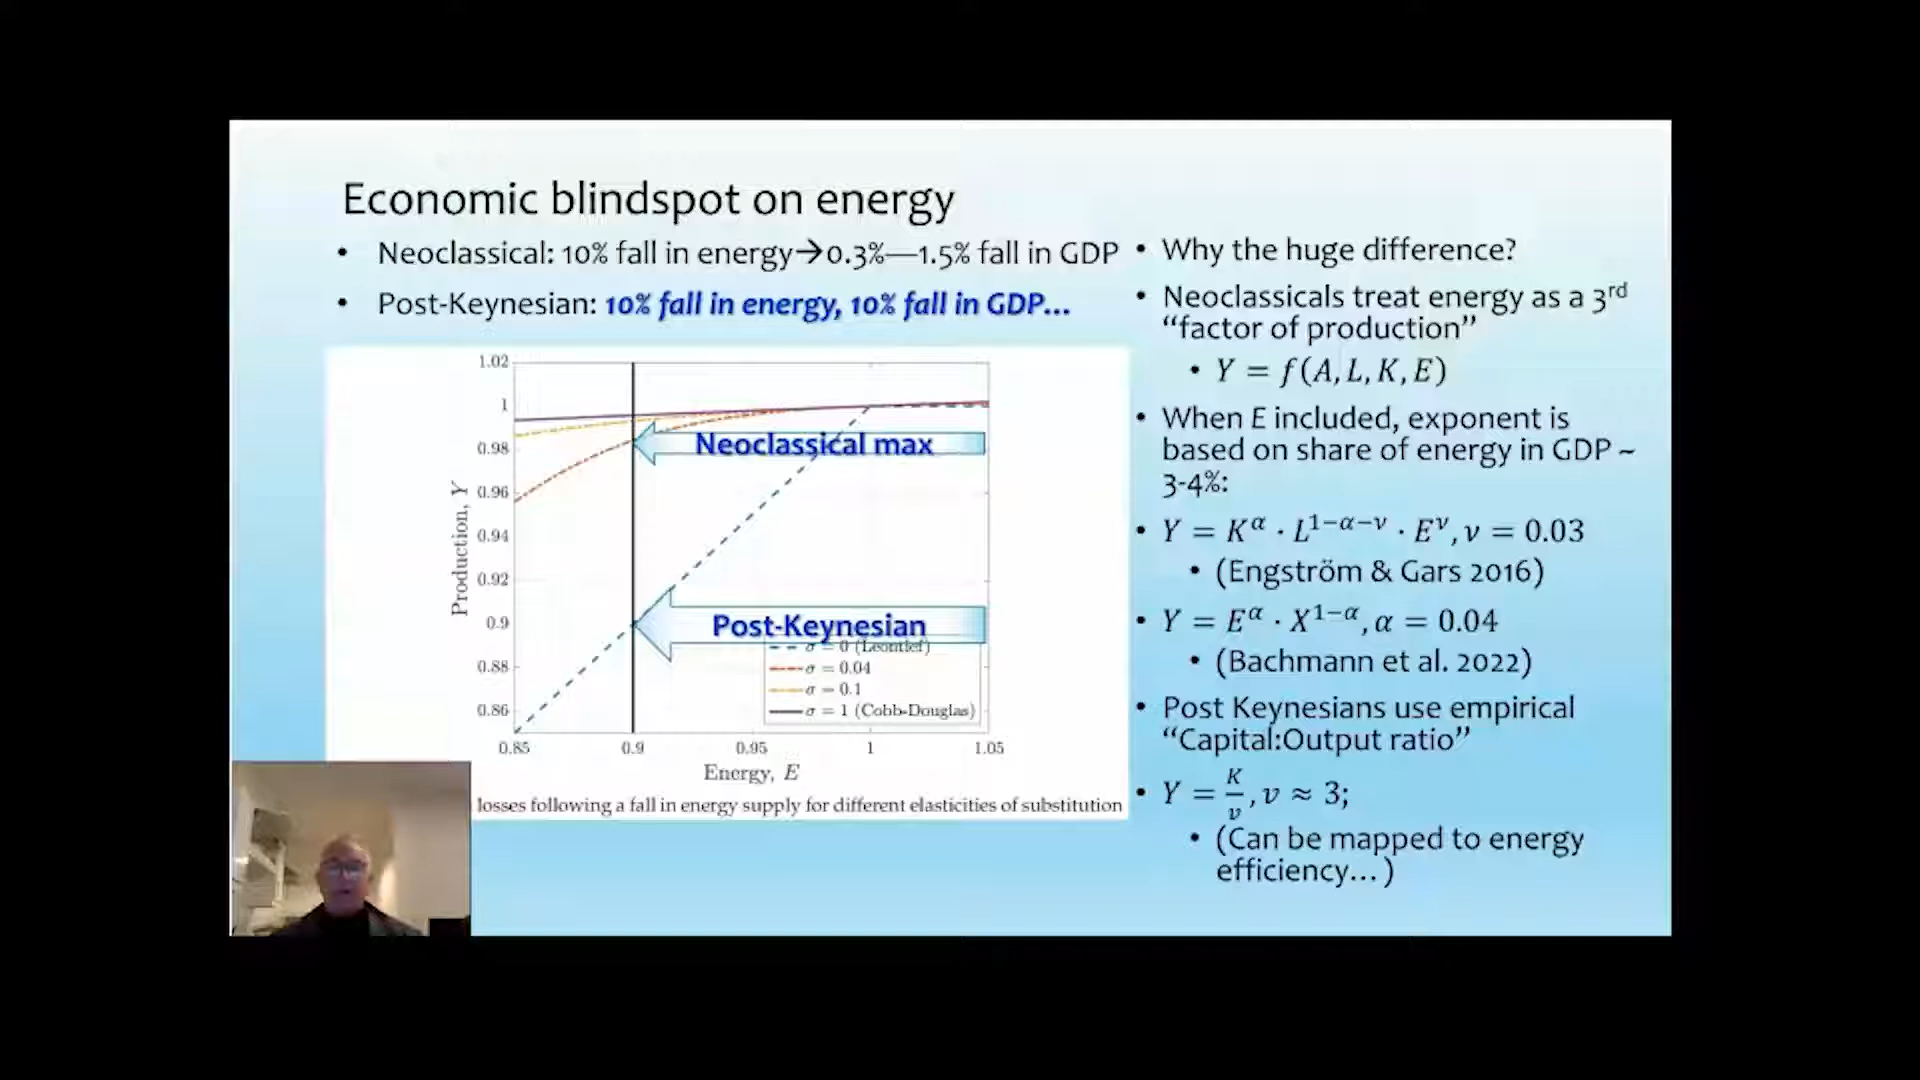 Economic blindspot on energy
• Neoclassical: 10% fall in energy→0.3%—1.5% fall in GDP
• Post-Keynesian: 10% fall in energy, 10% fall in GDP...
1.02
1
0.98
0.96
0.94
0.92
0.9
0.88
0.86
Production, Y
Neoclassical max
Post-Keynesian
σ = 0 (Leontief)
σ = 0.04
σ = 0.1
σ = 1 (Cobb-Douglas)
0.85 0.9 0.95 1 1.05
Energy, E
losses following a fall in energy supply for different elasticities of substitution
• Why the huge difference?
• Neoclassicals treat energy as a 3rd
“factor of production”
• Y = f(A, L, K, E)
• When E included, exponent is
based on share of energy in GDP ~
3-4%:
• Y = K^α · L^{1−α−ν} · E^ν, ν = 0.03
• (Engström & Gars 2016)
• Y = E^α · X^{1−α}, α = 0.04
• (Bachmann et al. 2022)
• Post Keynesians use empirical
“Capital:Output ratio”
• Y = K/v, v ≈ 3;
• (Can be mapped to energy
efficiency... )